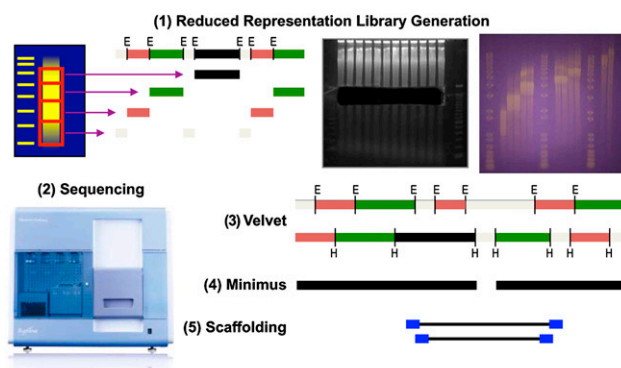 (1) Reduced Representation Library Generation
E E E E E E E E
(2) Sequencing
E E E E E E E
(3) Velvet
H H H H H H H
(4) Minimus
(5) Scaffolding